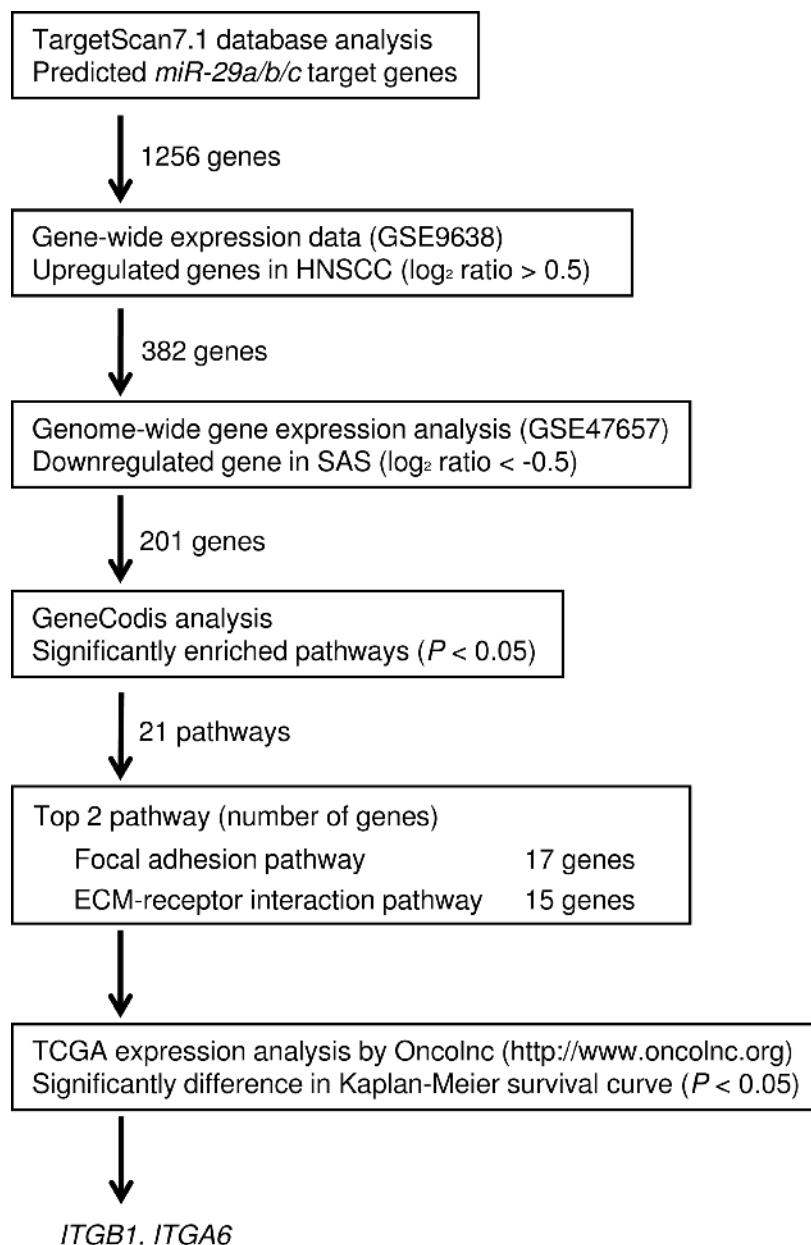 TargetScan7.1 database analysis
Predicted miR-29a/b/c target genes
1256 genes
Gene-wide expression data (GSE9638)
Upregulated genes in HNSCC (log₂ ratio > 0.5)
382 genes
Genome-wide gene expression analysis (GSE47657)
Downregulated gene in SAS (log₂ ratio < -0.5)
201 genes
GeneCodis analysis
Significantly enriched pathways (P < 0.05)
21 pathways
Top 2 pathway (number of genes)
Focal adhesion pathway 17 genes
ECM-receptor interaction pathway 15 genes
TCGA expression analysis by OncoInc (http://www.oncolnc.org)
Significantly difference in Kaplan-Meier survival curve (P < 0.05)
ITGB1, ITGA6